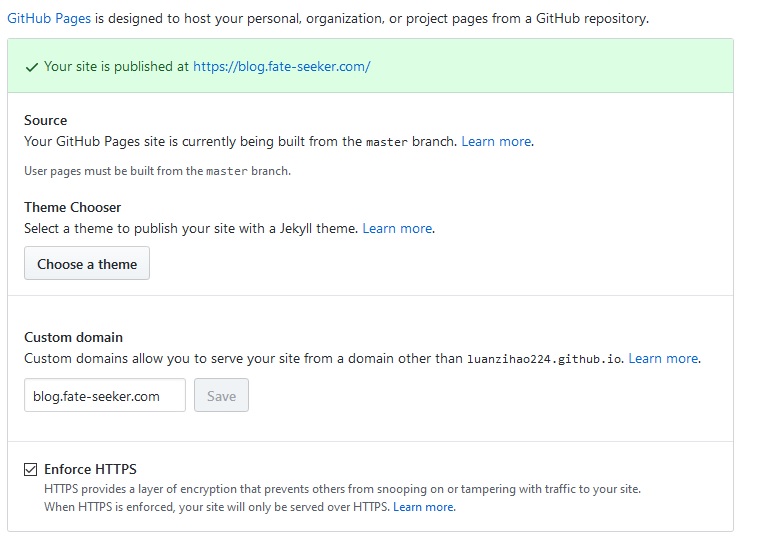 GitHub Pages is designed to host your personal, organization, or project pages from a GitHub repository.
Your site is published at https://blog.fate-seeker.com/
Source
Your GitHub Pages site is currently being built from the master branch. Learn more.
User pages must be built from the master branch.
Theme Chooser
Select a theme to publish your site with a Jekyll theme. Learn more.
Choose a theme
Custom domain
Custom domains allow you to serve your site from a domain other than luanzihao224.github.io. Learn more.
blog.fate-seeker.com Save
Enforce HTTPS
HTTPS provides a layer of encryption that prevents others from snooping on or tampering with traffic to your site.
When HTTPS is enforced, your site will only be served over HTTPS. Learn more.